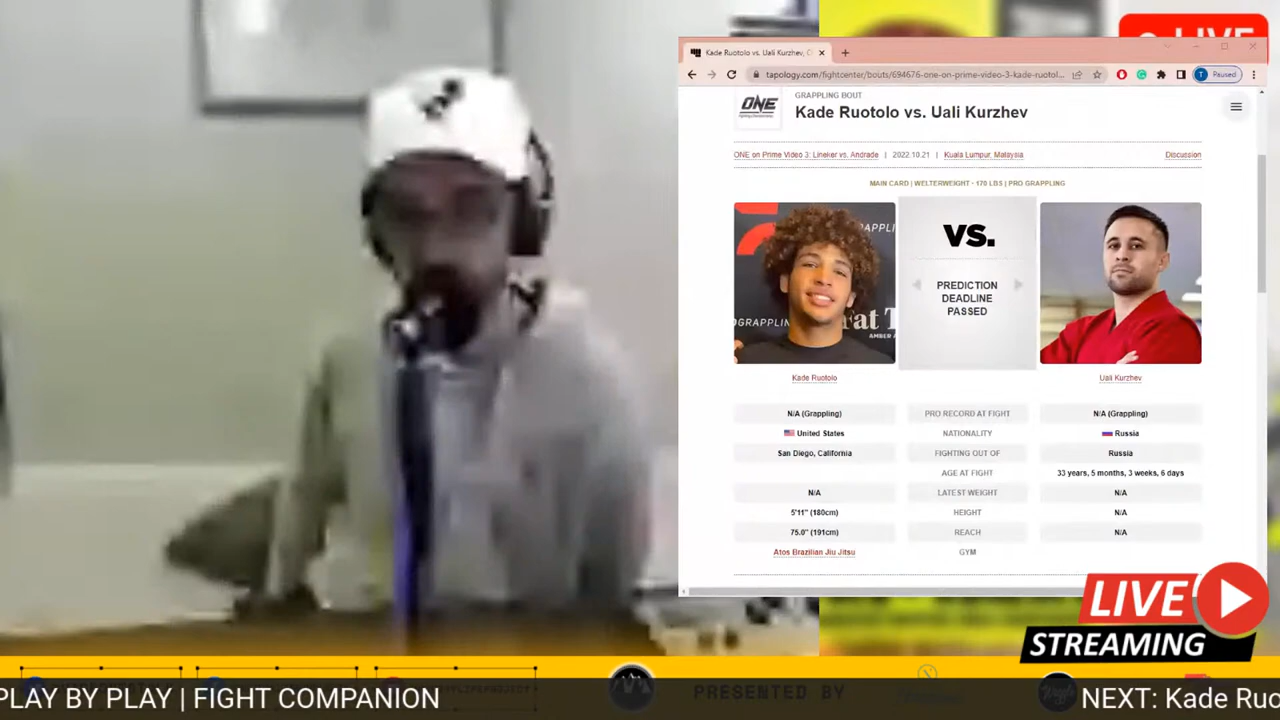 LIVE
Kade Ruotolo vs. Uali Kurzhev, C
tapology.com/fightcenter/bouts/694676-one-on-prime-video-3-kade-ruotol...
T Paused
ONE
GRAPPLING BOUT
Kade Ruotolo vs. Uali Kurzhev
ONE on Prime Video 3: Lineker vs. Andrade | 2022.10.21 | Kuala Lumpur, Malaysia
Discussion
MAIN CARD | WELTERWEIGHT - 170 LBS | PRO GRAPPLING
VS.
PREDICTION
DEADLINE
PASSED
Kade Ruotolo
Uali Kurzhev
N/A (Grappling) PRO RECORD AT FIGHT N/A (Grappling)
United States NATIONALITY Russia
San Diego, California FIGHTING OUT OF Russia
AGE AT FIGHT 33 years, 5 months, 3 weeks, 6 days
N/A LATEST WEIGHT N/A
5'11" (180cm) HEIGHT N/A
75.0" (191cm) REACH N/A
Atos Brazilian Jiu Jitsu GYM
LIVE
STREAMING
PRESENTED BY
PLAY BY PLAY | FIGHT COMPANION
NEXT: Kade Ruo